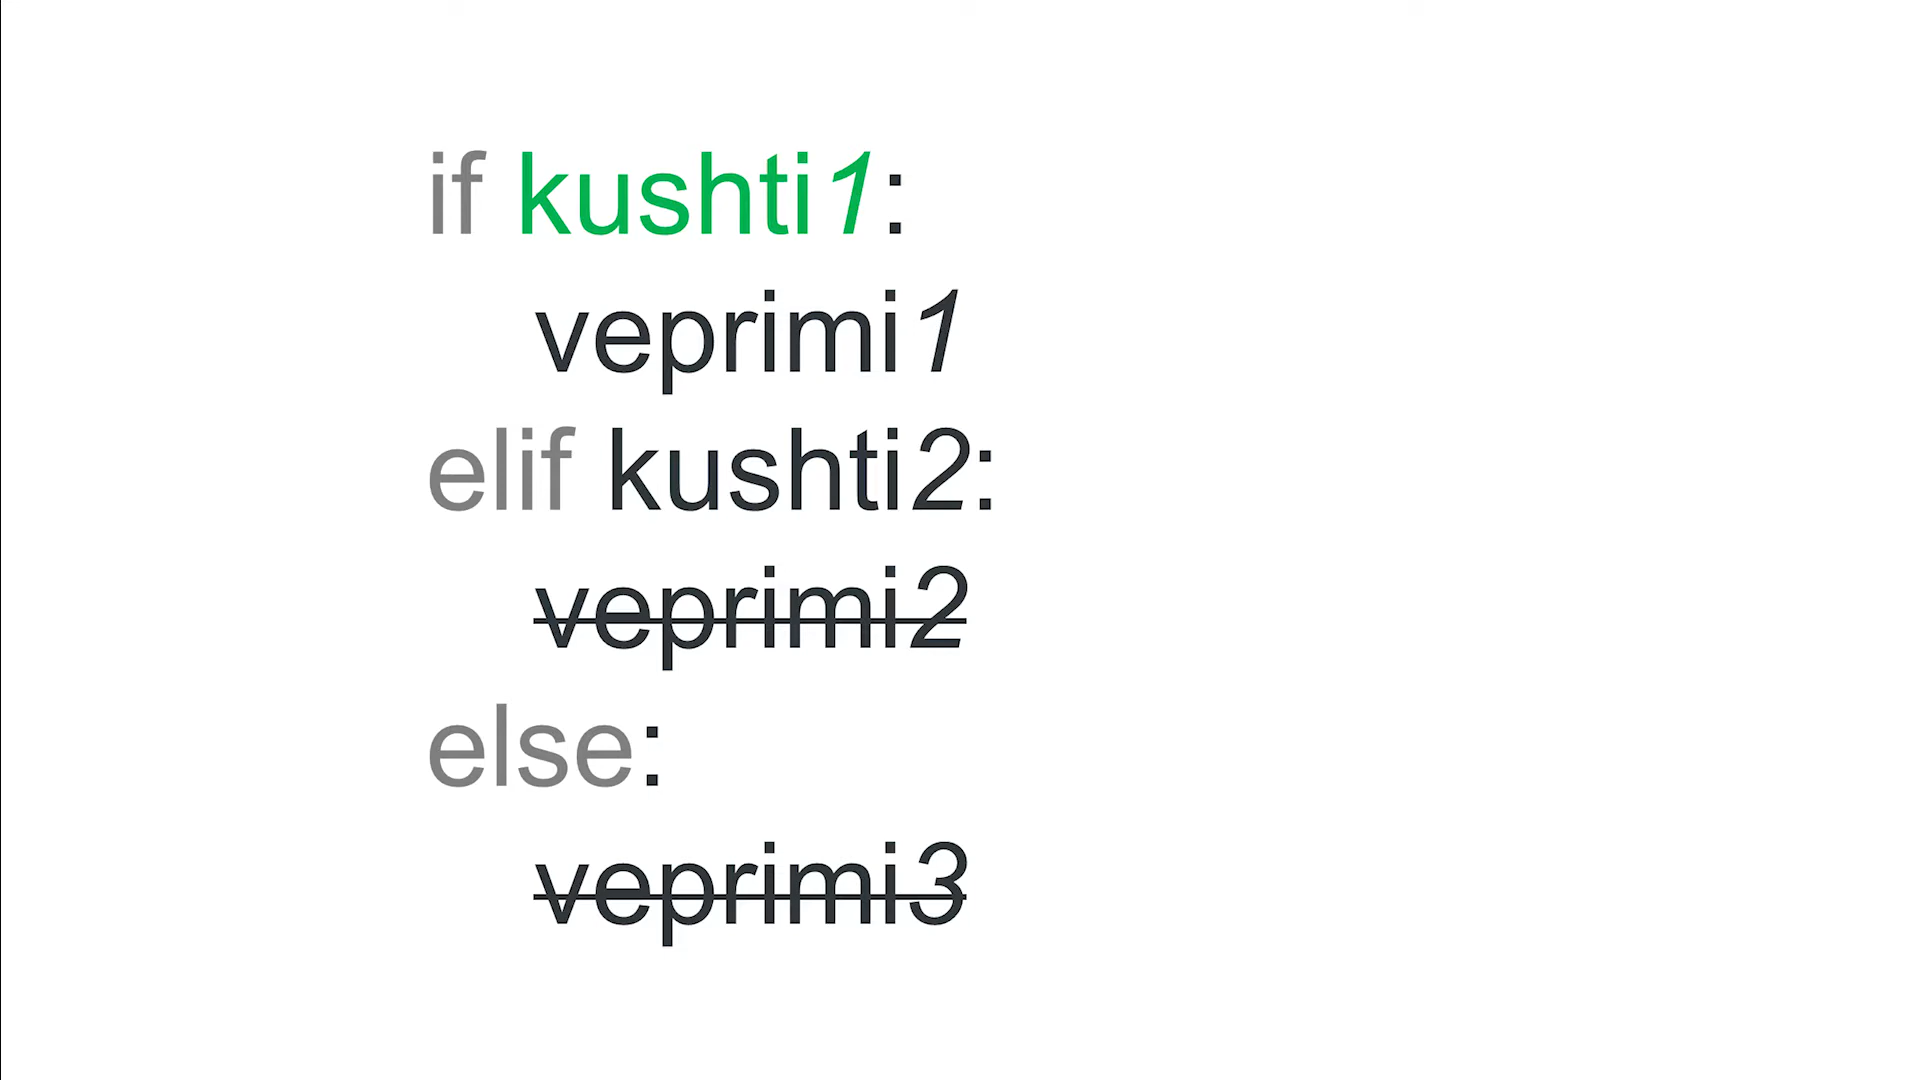 if kushti1:
veprimi1
elif kushti2:
veprimi2
else:
veprimi3